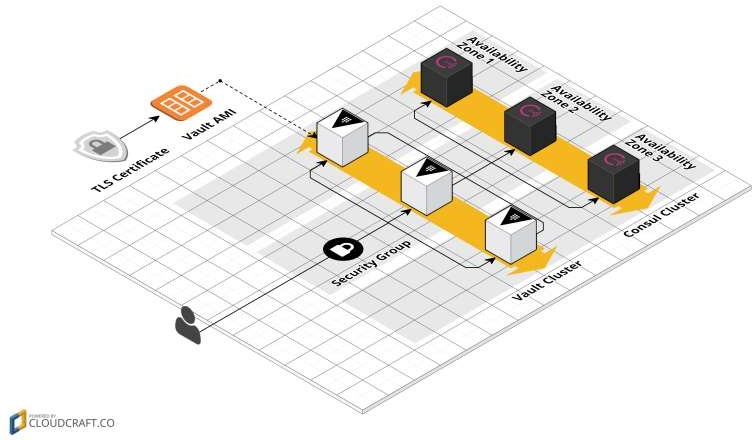 Availability
Zone 1
Availability
Zone 2
Availability
Zone 3
Vault AMI
TLS Certificate
Consul Cluster
Security Group
Vault Cluster
POWERED BY
CLOUDCRAFT.CO